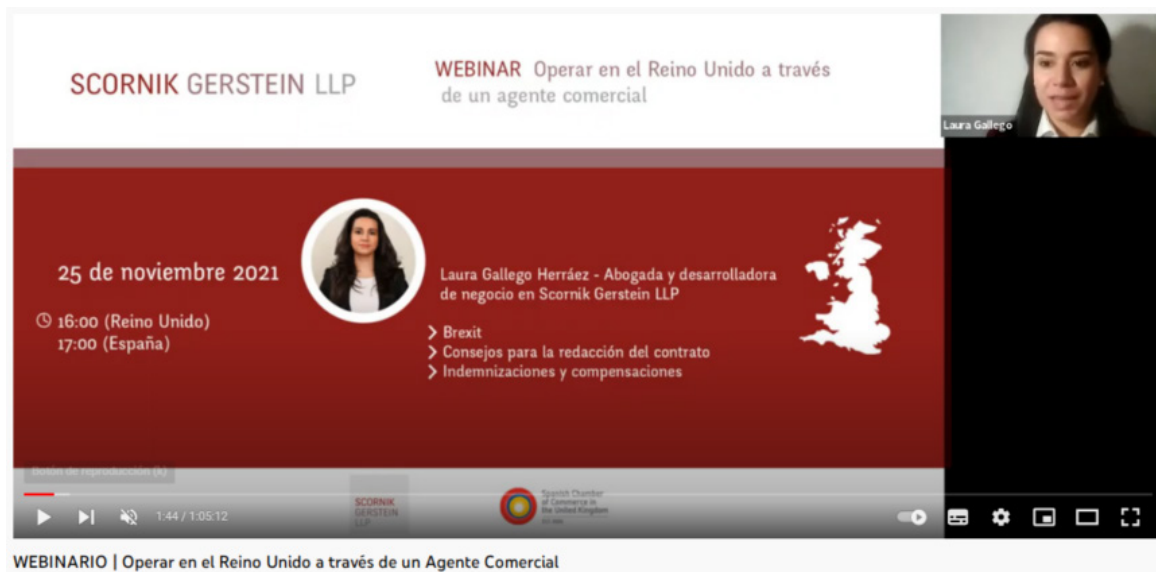 SCORNIK GERSTEIN LLP
WEBINAR Operar en el Reino Unido a través
de un agente comercial
Laura Gallego
25 de noviembre 2021
16:00 (Reino Unido)
17:00 (España)
Laura Gallego Herráez - Abogada y desarrolladora
de negocio en Scornik Gerstein LLP
Brexit
Consejos para la redacción del contrato
Indemnizaciones y compensaciones
Botón de reproducción (k)
SCORNIK
GERSTEIN
LLP
Spanish Chamber
of Commerce in
the United Kingdom
1:44 / 1:05:12
WEBINARIO | Operar en el Reino Unido a través de un Agente Comercial